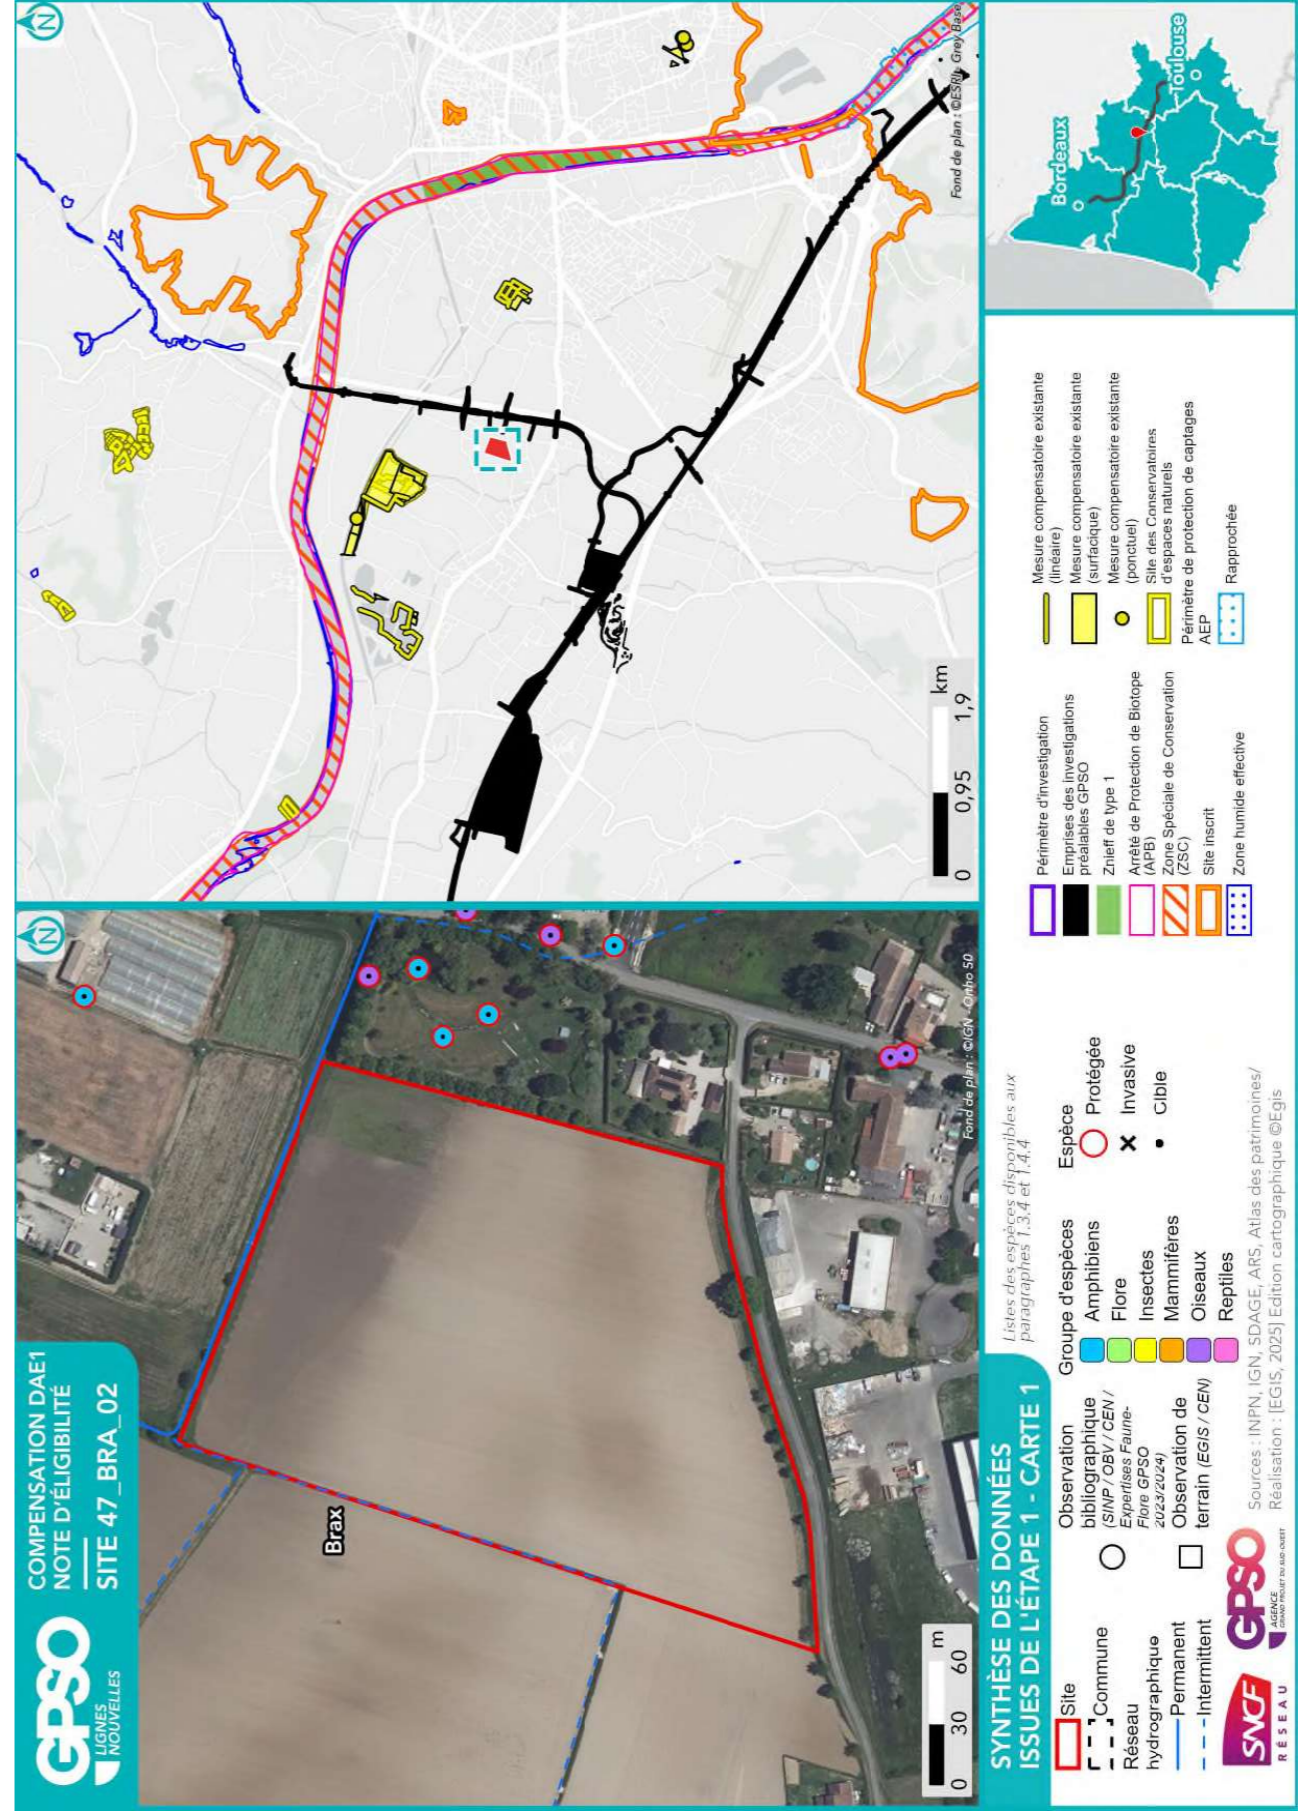 GPSO
LIGNES
NOUVELLES
COMPENSATION DAE1
NOTE D'ÉLIGIBILITÉ
SITE 47_BRA_02
N
Brax
0 30 60 m
Fond de plan : ©IGN - Ortho 50
N
0 0,95 1,9 km
Fond de plan : ©ESRI - Grey Base
SYNTHÈSE DES DONNÉES
ISSUES DE L'ÉTAPE 1 - CARTE 1
Listes des espèces disponibles aux
paragraphes 1.3.4 et 1.4.4
Site
Commune
Réseau
hydrographique
Permanent
Intermittent
Observation
bibliographique
(SINP / OBV / CEN /
Expertises Faune-
Flore GPSO
2023/2024)
Observation de
terrain (EGIS / CEN)
Groupe d'espèces
Amphibiens
Flore
Insectes
Mammifères
Oiseaux
Reptiles
Espèce
Protégée
Invasive
Cible
Périmètre d'investigation
Emprises des investigations
préalables GPSO
Znieff de type 1
Arrêté de Protection de Biotope
(APB)
Zone Spéciale de Conservation
(ZSC)
Site inscrit
Zone humide effective
Mesure compensatoire existante
(linéaire)
Mesure compensatoire existante
(surfacique)
Mesure compensatoire existante
(ponctuel)
Site des Conservatoires
d'espaces naturels
Périmètre de protection de captages
AEP
Rapprochée
Bordeaux
Toulouse
SNCF
RÉSEAU
GPSO
AGENCE
GRAND PROJET DU SUD-OUEST
Sources : INPN, IGN, SDAGE, ARS, Atlas des patrimoines/
Réalisation : [EGIS, 2025] Edition cartographique ©Egis